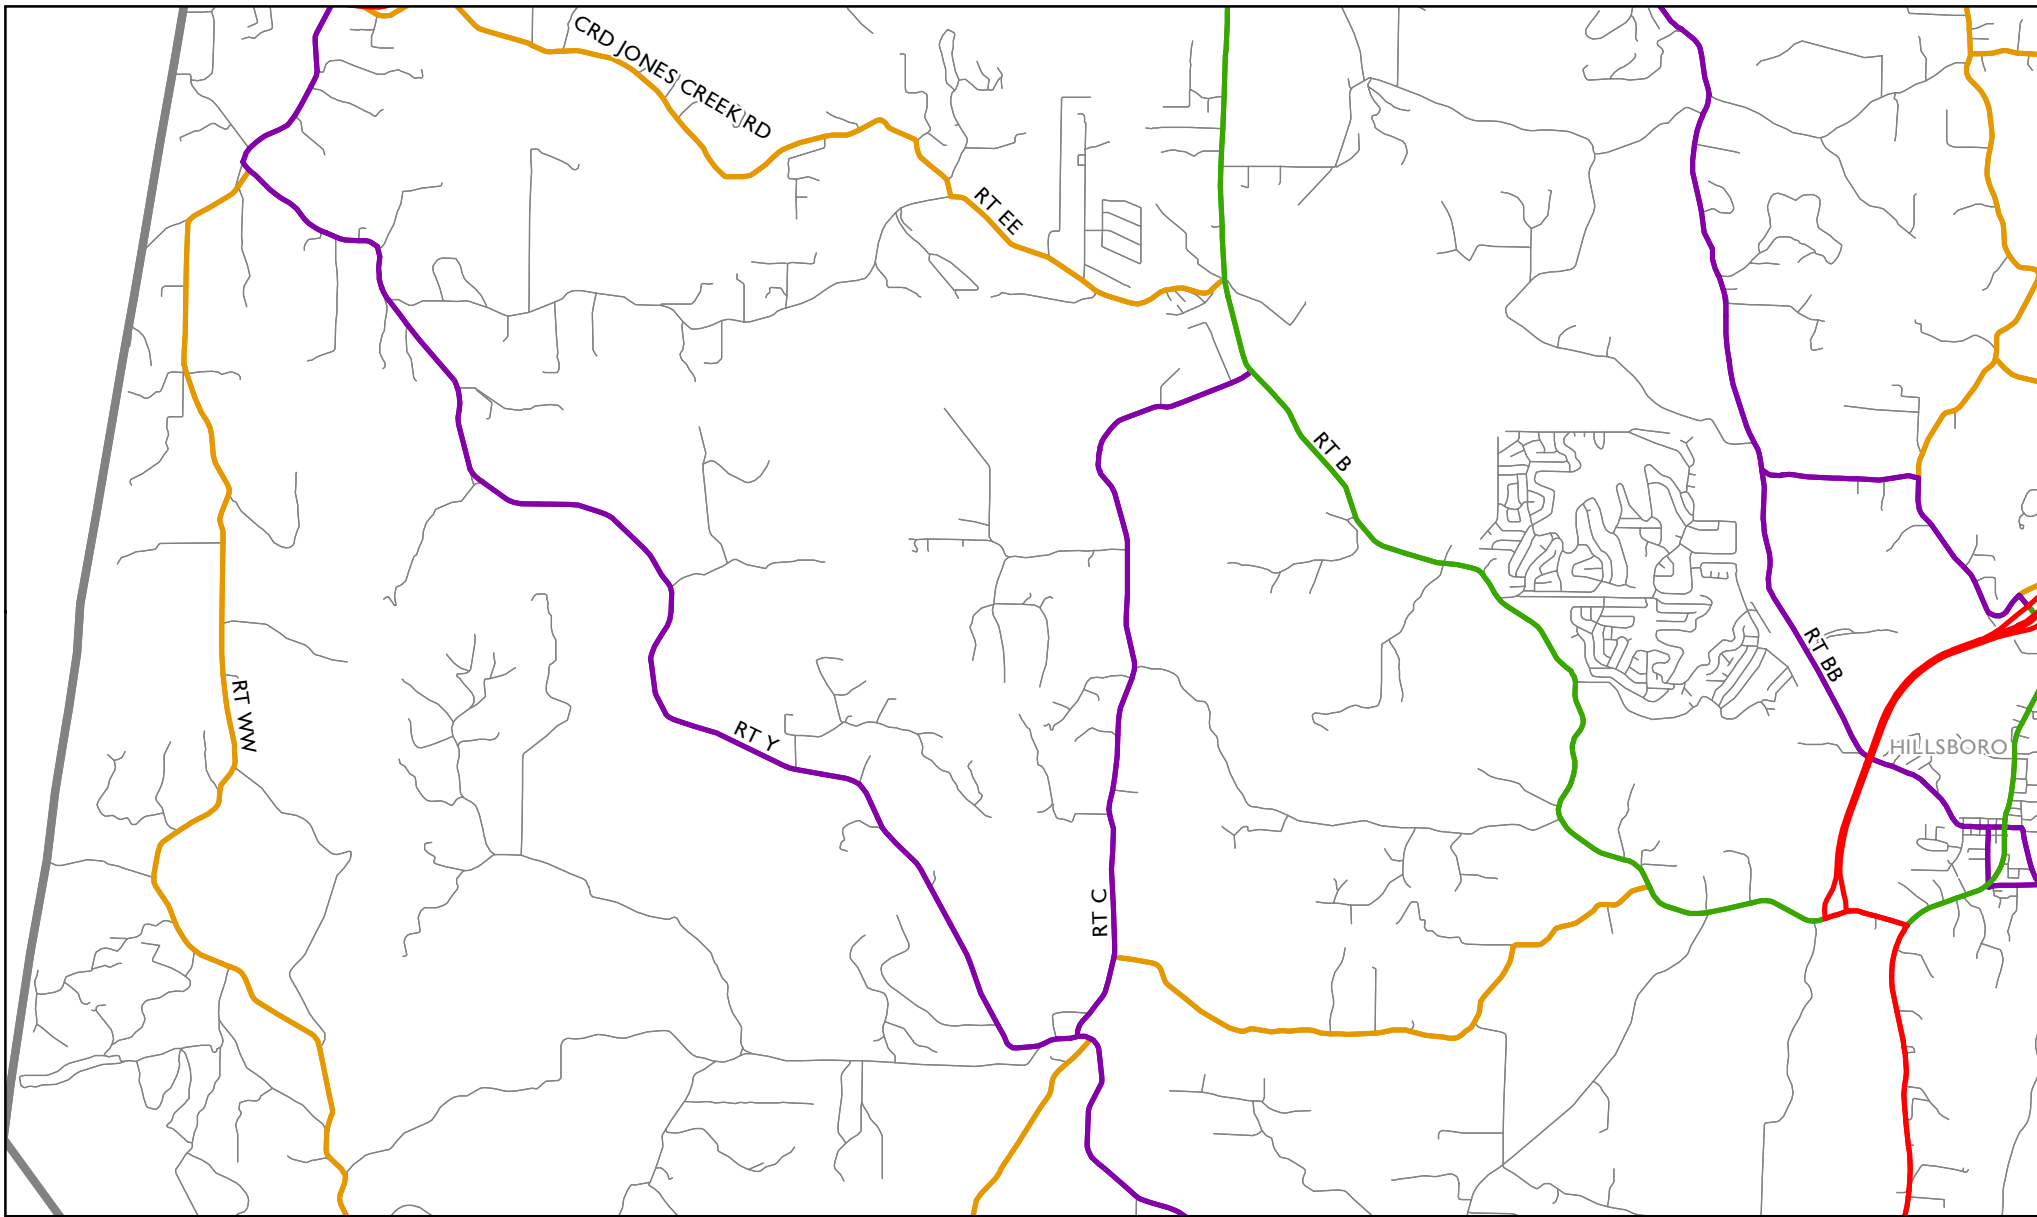 CRD JONES CREEK RD
RT EE
RT B
RT BB
RT WW
RT Y
HILLSBORO
RT C